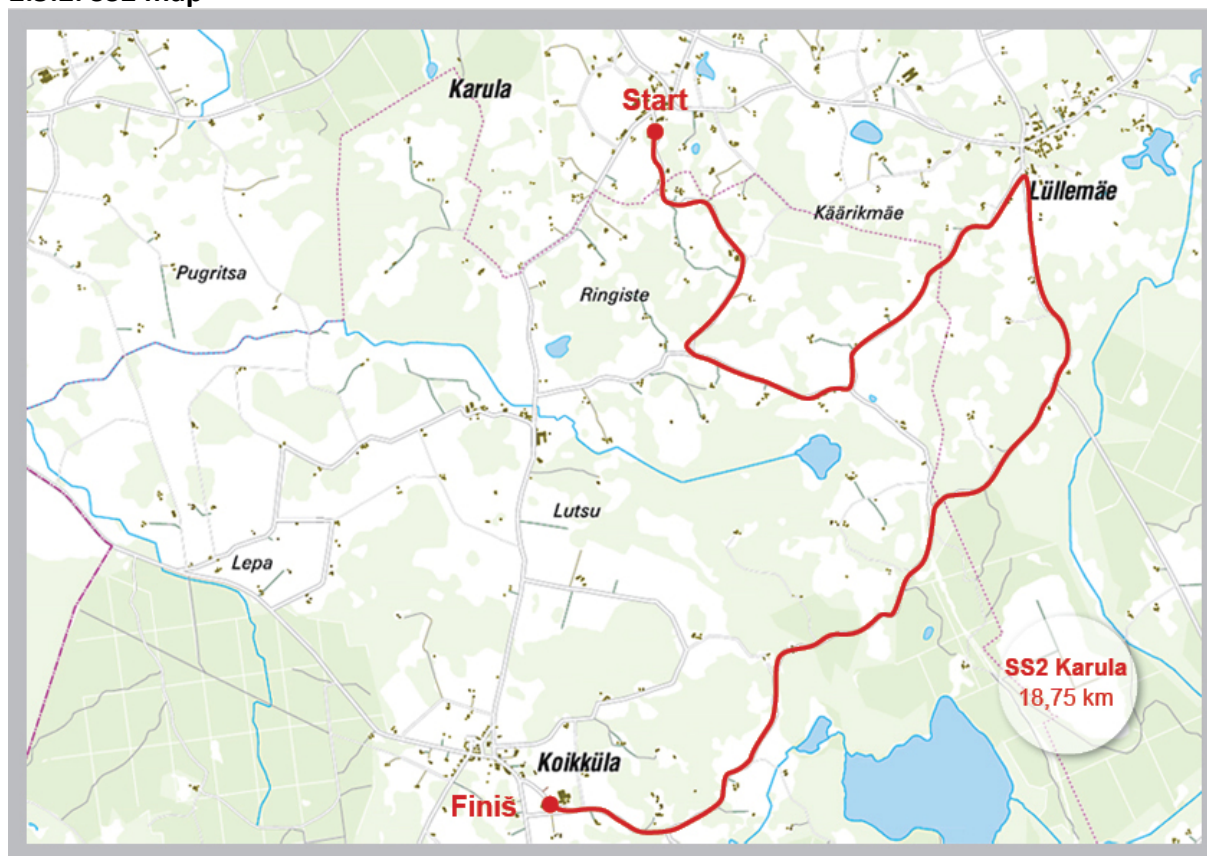 Karula
Start
Lüllemäe
Käärikmäe
Pugritsa
Ringiste
Lutsu
Lepa
SS2 Karula
18,75 km
Koikküla
Finiš